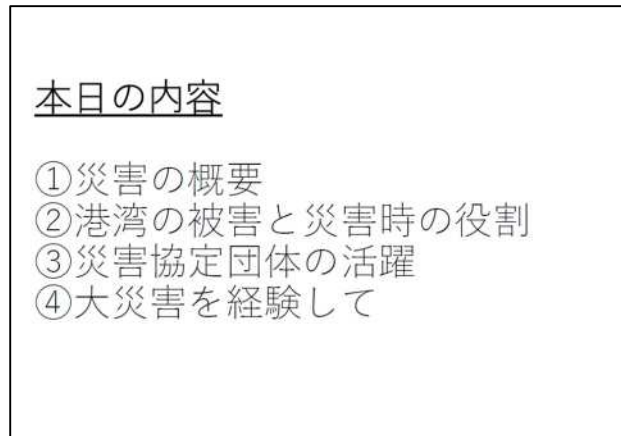 本日の内容
①災害の概要
②港湾の被害と災害時の役割
③災害協定団体の活躍
④大災害を経験して